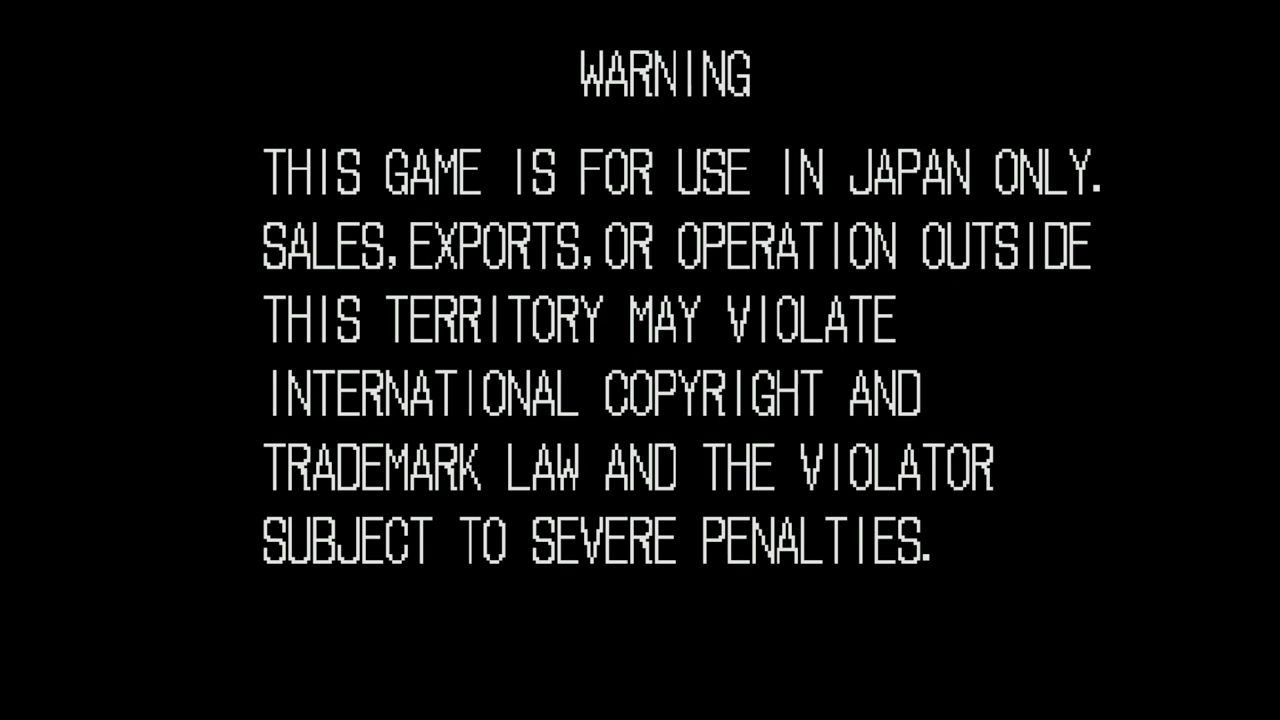 WARNING
THIS GAME IS FOR USE IN JAPAN ONLY.
SALES,EXPORTS,OR OPERATION OUTSIDE
THIS TERRITORY MAY VIOLATE
INTERNATIONAL COPYRIGHT AND
TRADEMARK LAW AND THE VIOLATOR
SUBJECT TO SEVERE PENALTIES.